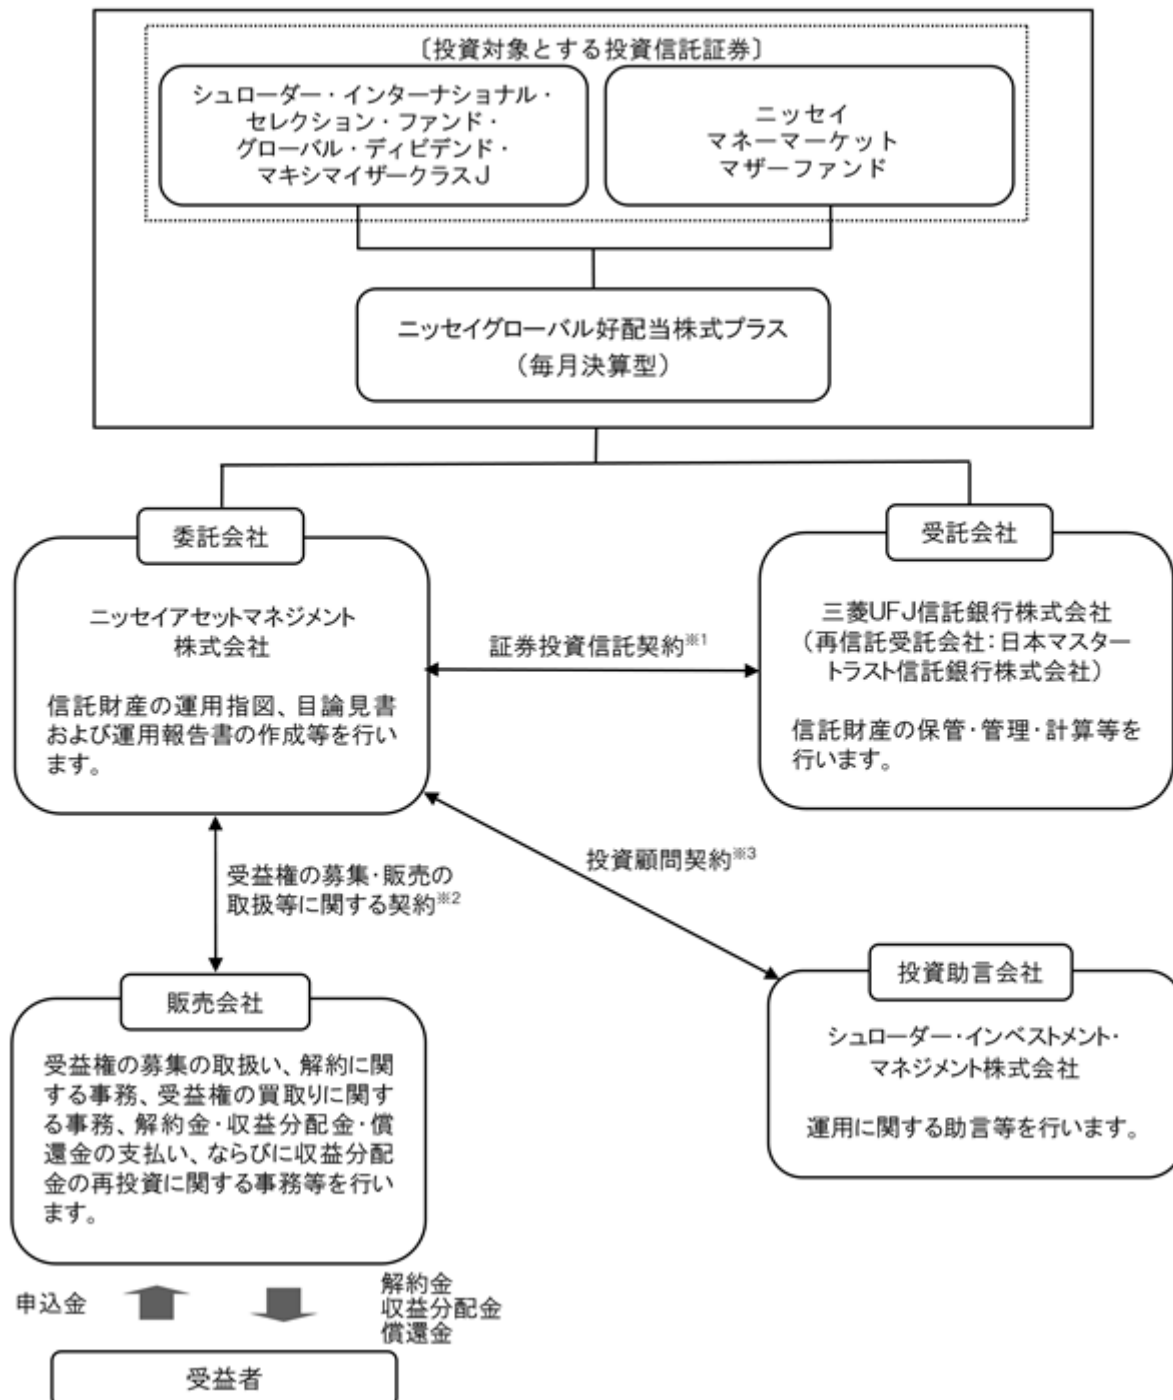 〔投資対象とする投資信託証券〕
シュローダー・インターナショナル・
セレクション・ファンド・
グローバル・ディビデンド・
マキシマイザークラスJ
ニッセイ
マネーマーケット
マザーファンド
ニッセイグローバル好配当株式プラス
(毎月決算型)
委託会社
ニッセイアセットマネジメント
株式会社
信託財産の運用指図、目論見書
および運用報告書の作成等を行い
ます。
証券投資信託契約※1
受託会社
三菱UFJ信託銀行株式会社
(再信託受託会社:日本マスター
トラスト信託銀行株式会社)
信託財産の保管・管理・計算等を
行います。
受益権の募集・販売の
取扱等に関する契約※2
投資顧問契約※3
販売会社
受益権の募集の取扱い、解約に関
する事務、受益権の買取りに関す
る事務、解約金・収益分配金・償
還金の支払い、ならびに収益分配
金の再投資に関する事務等を行い
ます。
投資助言会社
シュローダー・インベストメント・
マネジメント株式会社
運用に関する助言等を行います。
申込金
解約金
収益分配金
償還金
受益者